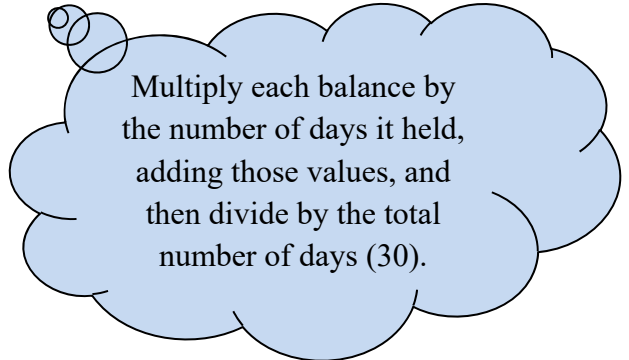 Multiply each balance by
the number of days it held,
adding those values, and
then divide by the total
number of days (30).